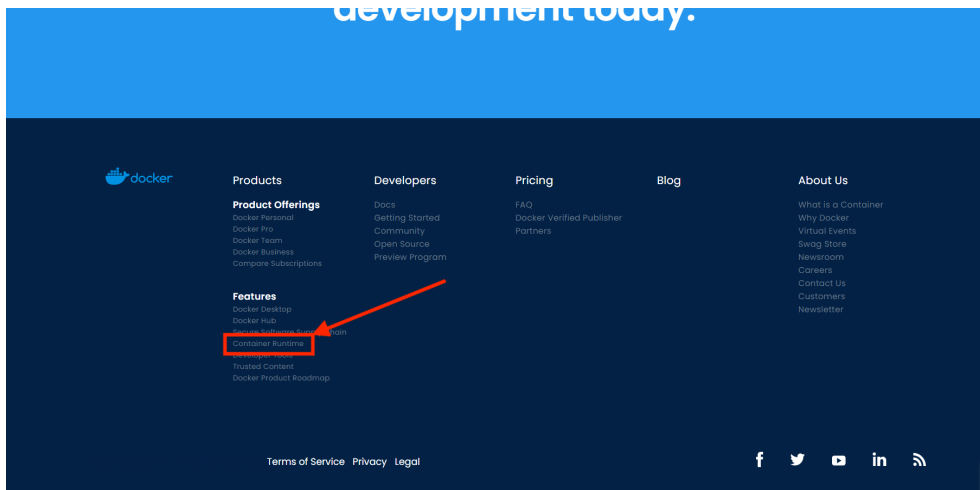 development today.
docker
Products
Product Offerings
Docker Personal
Docker Pro
Docker Team
Docker Business
Compare Subscriptions
Features
Docker Desktop
Docker Hub
Secure Software Supply Chain
Container Runtime
Developer Tools
Trusted Content
Docker Product Roadmap
Developers
Docs
Getting Started
Community
Open Source
Preview Program
Pricing
FAQ
Docker Verified Publisher
Partners
Blog
About Us
What is a Container
Why Docker
Virtual Events
Swag Store
Newsroom
Careers
Contact Us
Customers
Newsletter
Terms of Service Privacy Legal